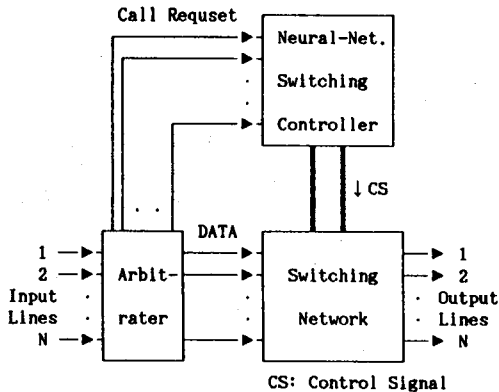 Call Requset
Neural-Net.
Switching
Controller
↓ CS
DATA
1
2
Input
Lines
N
Arbit-
rater
Switching
Network
1
2
Output
Lines
N
CS: Control Signal